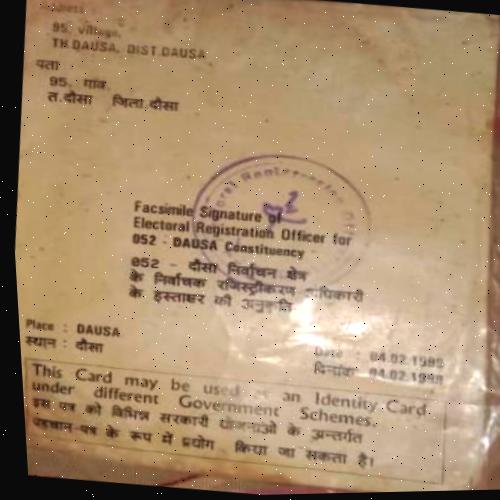 Address
95, Village,
TH.DAUSA, DIST.DAUSA
पता
95, गांव,
त.दौसा जिला.दौसा
Facsimile Signature of
Electoral Registration Officer for
052 - DAUSA Constituency
052 - दौसा निर्वाचन क्षेत्र
के निर्वाचक रजिस्ट्रीकरण अधिकारी
के हस्ताक्षर की अनुकृति
Place : DAUSA
स्थान : दौसा
Date : 04.02.1995
दिनांक 04.02.1995
This Card may be used as an Identity Card
under different Government Schemes.
इस पत्र को विभिन्न सरकारी योजनाओं के अन्तर्गत
पहचान-पत्र के रूप में प्रयोग किया जा सकता है।